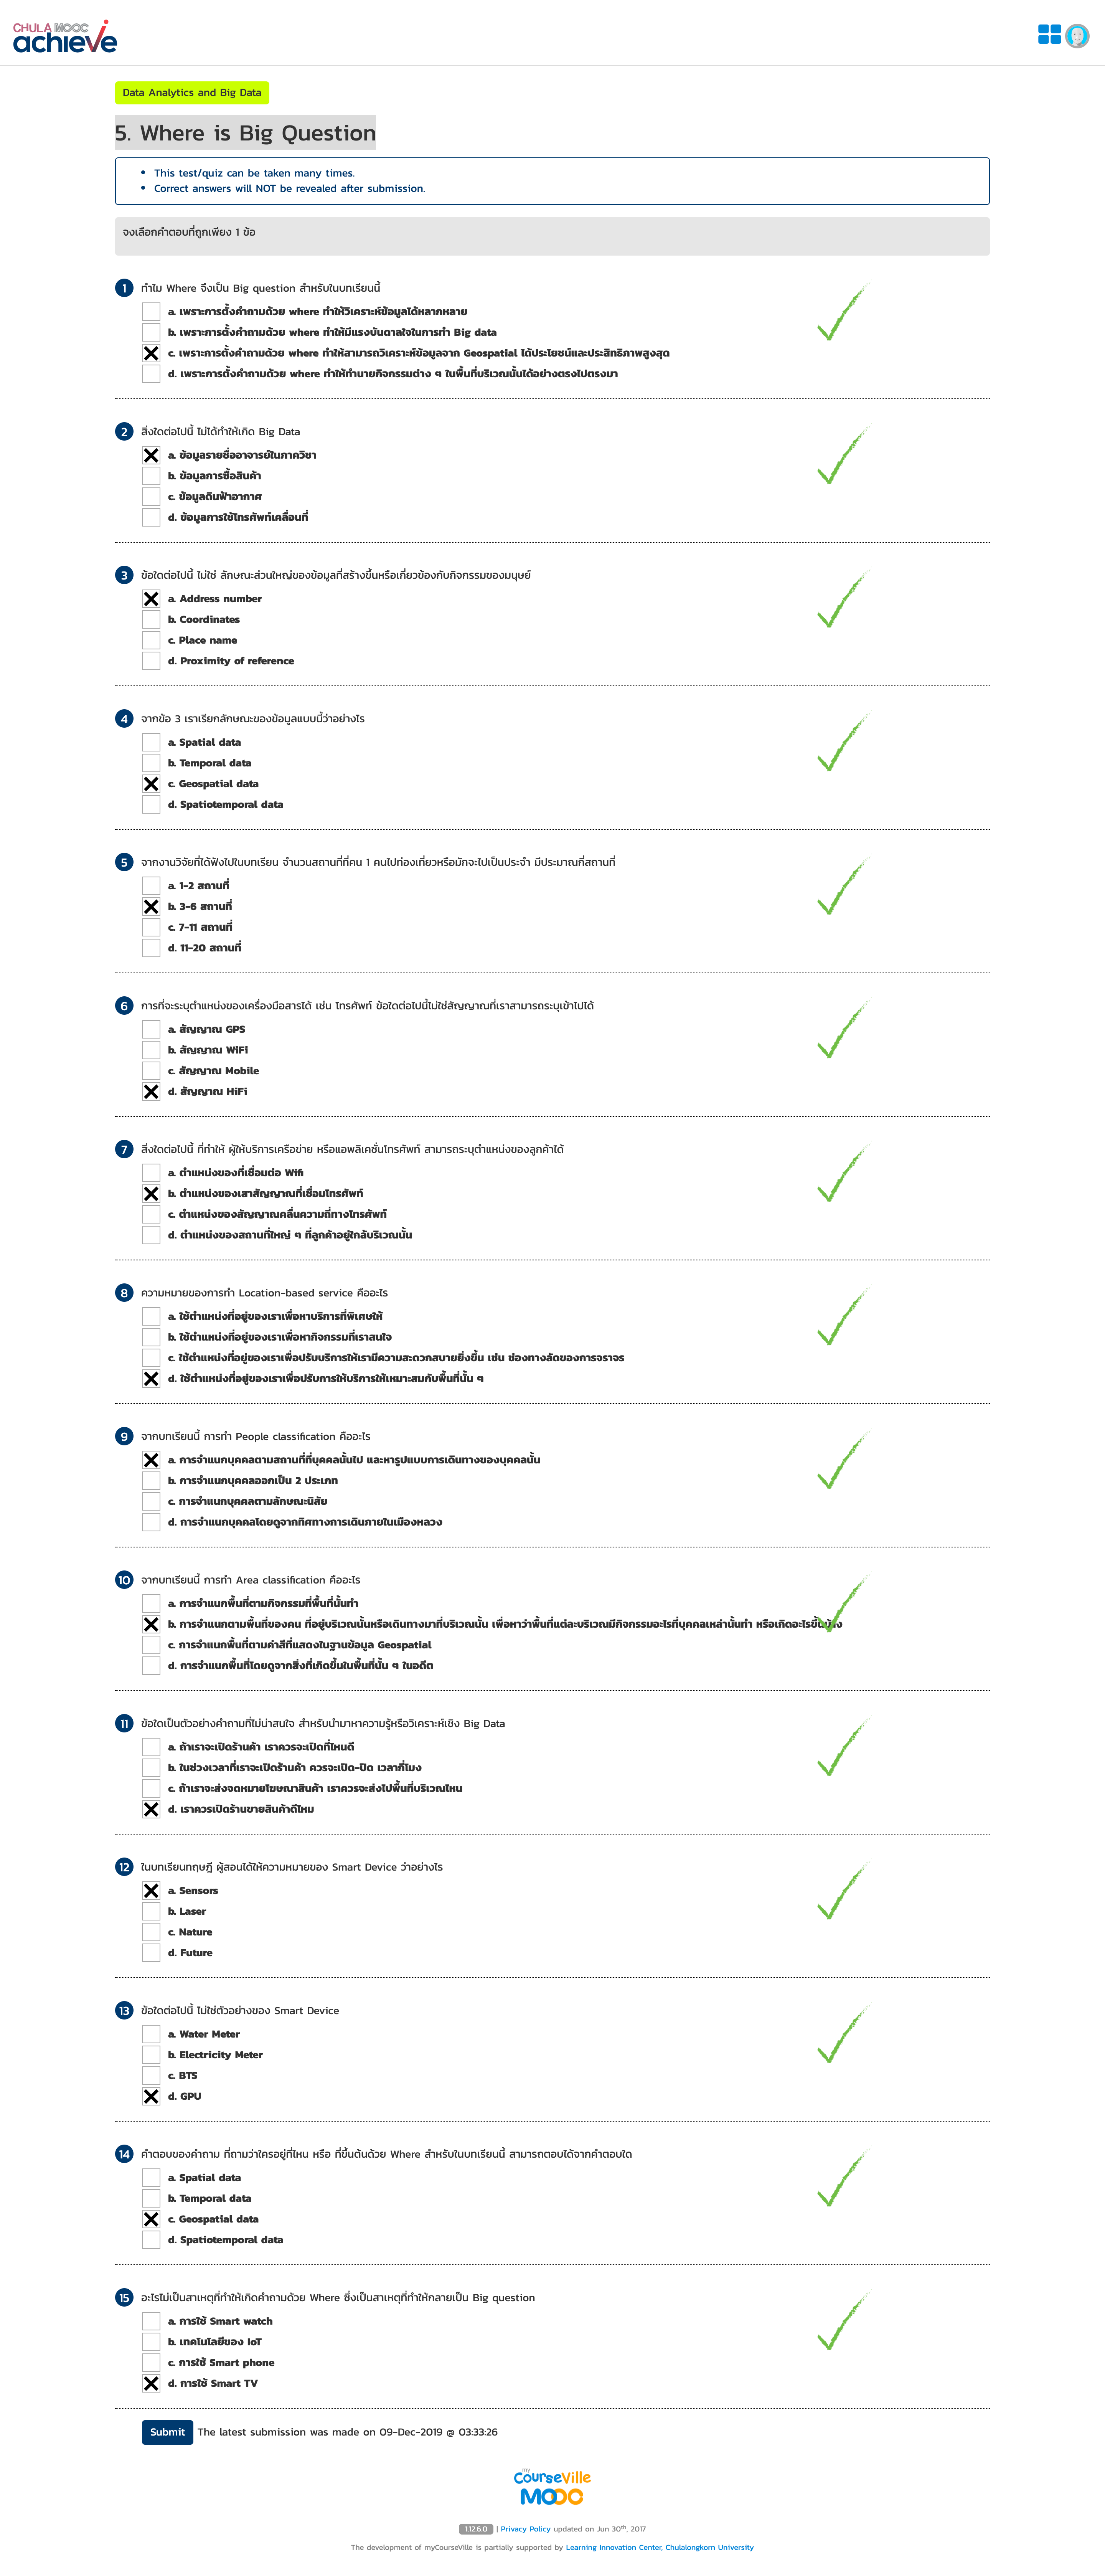 CHULA MOOC
achieve
Data Analytics and Big Data
5. Where is Big Question
• This test/quiz can be taken many times.
• Correct answers will NOT be revealed after submission.
จงเลือกคำตอบที่ถูกเพียง 1 ข้อ
1 ทำไม Where จึงเป็น Big question สำหรับในบทเรียนนี้
a. เพราะการตั้งคำถามด้วย where ทำให้วิเคราะห์ข้อมูลได้หลากหลาย
b. เพราะการตั้งคำถามด้วย where ทำให้มีแรงบันดาลใจในการทำ Big data
c. เพราะการตั้งคำถามด้วย where ทำให้สามารถวิเคราะห์ข้อมูลจาก Geospatial ได้ประโยชน์และประสิทธิภาพสูงสุด
d. เพราะการตั้งคำถามด้วย where ทำให้ทำนายกิจกรรมต่าง ๆ ในพื้นที่บริเวณนั้นได้อย่างตรงไปตรงมา
2 สิ่งใดต่อไปนี้ ไม่ได้ทำให้เกิด Big Data
a. ข้อมูลรายชื่ออาจารย์ในภาควิชา
b. ข้อมูลการซื้อสินค้า
c. ข้อมูลดินฟ้าอากาศ
d. ข้อมูลการใช้โทรศัพท์เคลื่อนที่
3 ข้อใดต่อไปนี้ ไม่ใช่ ลักษณะส่วนใหญ่ของข้อมูลที่สร้างขึ้นหรือเกี่ยวข้องกับกิจกรรมของมนุษย์
a. Address number
b. Coordinates
c. Place name
d. Proximity of reference
4 จากข้อ 3 เราเรียกลักษณะของข้อมูลแบบนี้ว่าอย่างไร
a. Spatial data
b. Temporal data
c. Geospatial data
d. Spatiotemporal data
5 จากงานวิจัยที่ได้ฟังไปในบทเรียน จำนวนสถานที่ที่คน 1 คนไปท่องเที่ยวหรือมักจะไปเป็นประจำ มีประมาณกี่สถานที่
a. 1-2 สถานที่
b. 3-6 สถานที่
c. 7-11 สถานที่
d. 11-20 สถานที่
6 การที่จะระบุตำแหน่งของเครื่องมือสารได้ เช่น โทรศัพท์ ข้อใดต่อไปนี้ไม่ใช่สัญญาณที่เราสามารถระบุเข้าไปได้
a. สัญญาณ GPS
b. สัญญาณ WiFi
c. สัญญาณ Mobile
d. สัญญาณ HiFi
7 สิ่งใดต่อไปนี้ ที่ทำให้ ผู้ให้บริการเครือข่าย หรือแอพลิเคชั่นโทรศัพท์ สามารถระบุตำแหน่งของลูกค้าได้
a. ตำแหน่งของที่เชื่อมต่อ Wifi
b. ตำแหน่งของเสาสัญญาณที่เชื่อมโทรศัพท์
c. ตำแหน่งของสัญญาณคลื่นความถี่ทางโทรศัพท์
d. ตำแหน่งของสถานที่ใหญ่ ๆ ที่ลูกค้าอยู่ใกล้บริเวณนั้น
8 ความหมายของการทำ Location-based service คืออะไร
a. ใช้ตำแหน่งที่อยู่ของเราเพื่อหาบริการที่พิเศษให้
b. ใช้ตำแหน่งที่อยู่ของเราเพื่อหากิจกรรมที่เราสนใจ
c. ใช้ตำแหน่งที่อยู่ของเราเพื่อปรับบริการให้เรามีความสะดวกสบายยิ่งขึ้น เช่น ช่องทางลัดของการจราจร
d. ใช้ตำแหน่งที่อยู่ของเราเพื่อปรับการให้บริการให้เหมาะสมกับพื้นที่นั้น ๆ
9 จากบทเรียนนี้ การทำ People classification คืออะไร
a. การจำแนกบุคคลตามสถานที่ที่บุคคลนั้นไป และหารูปแบบการเดินทางของบุคคลนั้น
b. การจำแนกบุคคลออกเป็น 2 ประเภท
c. การจำแนกบุคคลตามลักษณะนิสัย
d. การจำแนกบุคคลโดยดูจากทิศทางการเดินภายในเมืองหลวง
10 จากบทเรียนนี้ การทำ Area classification คืออะไร
a. การจำแนกพื้นที่ตามกิจกรรมที่พื้นที่นั้นทำ
b. การจำแนกตามพื้นที่ของคน ที่อยู่บริเวณนั้นหรือเดินทางมาที่บริเวณนั้น เพื่อหาว่าพื้นที่แต่ละบริเวณมีกิจกรรมอะไรที่บุคคลเหล่านั้นทำ หรือเกิดอะไรขึ้นบ้าง
c. การจำแนกพื้นที่ตามค่าสีที่แสดงในฐานข้อมูล Geospatial
d. การจำแนกพื้นที่โดยดูจากสิ่งที่เกิดขึ้นในพื้นที่นั้น ๆ ในอดีต
11 ข้อใดเป็นตัวอย่างคำถามที่ไม่น่าสนใจ สำหรับนำมาหาความรู้หรือวิเคราะห์เชิง Big Data
a. ถ้าเราจะเปิดร้านค้า เราควรจะเปิดที่ไหนดี
b. ในช่วงเวลาที่เราจะเปิดร้านค้า ควรจะเปิด-ปิด เวลากี่โมง
c. ถ้าเราจะส่งจดหมายโฆษณาสินค้า เราควรจะส่งไปพื้นที่บริเวณไหน
d. เราควรเปิดร้านขายสินค้าดีไหม
12 ในบทเรียนทฤษฎี ผู้สอนได้ให้ความหมายของ Smart Device ว่าอย่างไร
a. Sensors
b. Laser
c. Nature
d. Future
13 ข้อใดต่อไปนี้ ไม่ใช่ตัวอย่างของ Smart Device
a. Water Meter
b. Electricity Meter
c. BTS
d. GPU
14 คำตอบของคำถาม ที่ถามว่าใครอยู่ที่ไหน หรือ ที่ขึ้นต้นด้วย Where สำหรับในบทเรียนนี้ สามารถตอบได้จากคำตอบใด
a. Spatial data
b. Temporal data
c. Geospatial data
d. Spatiotemporal data
15 อะไรไม่เป็นสาเหตุที่ทำให้เกิดคำถามด้วย Where ซึ่งเป็นสาเหตุที่ทำให้กลายเป็น Big question
a. การใช้ Smart watch
b. เทคโนโลยีของ IoT
c. การใช้ Smart phone
d. การใช้ Smart TV
Submit The latest submission was made on 09-Dec-2019 @ 03:33:26
my
CourseVille
MOOC
1.12.6.0 | Privacy Policy updated on Jun 30th, 2017
The development of myCourseVille is partially supported by Learning Innovation Center, Chulalongkorn University